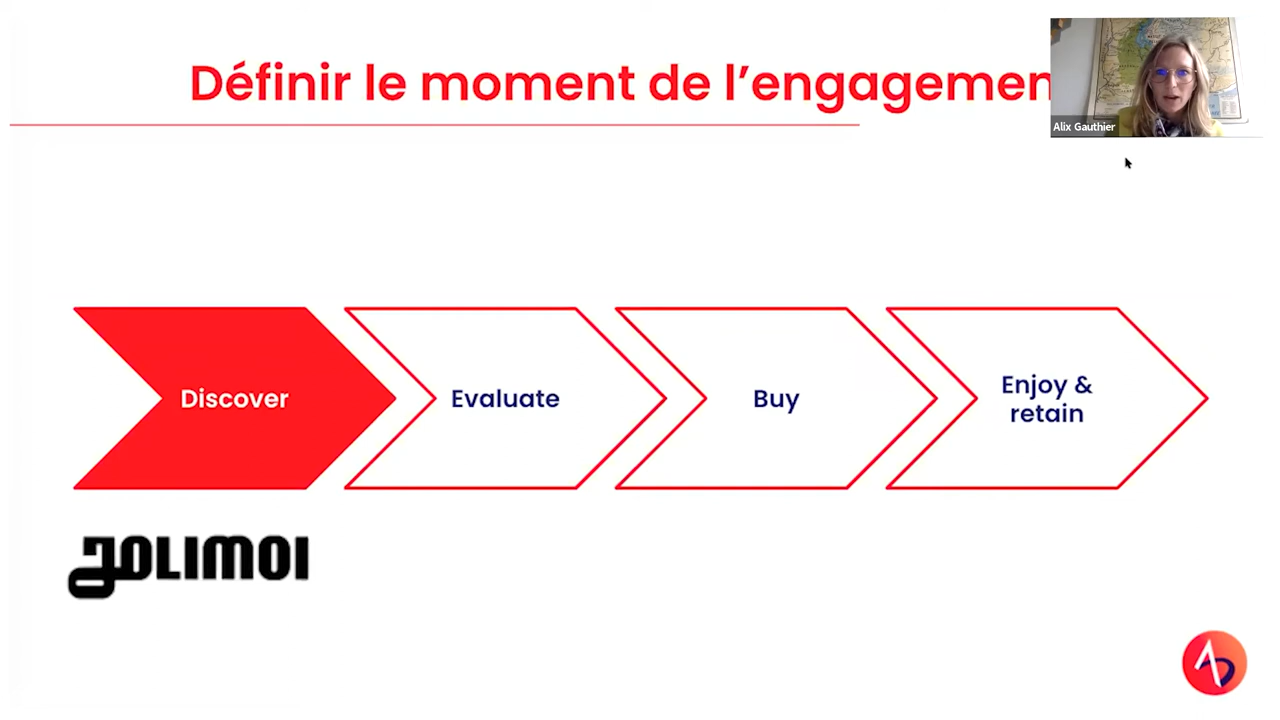 Définir le moment de l’engagemen
Alix Gauthier
Discover
Evaluate
Buy
Enjoy &
retain
JOLIMOI